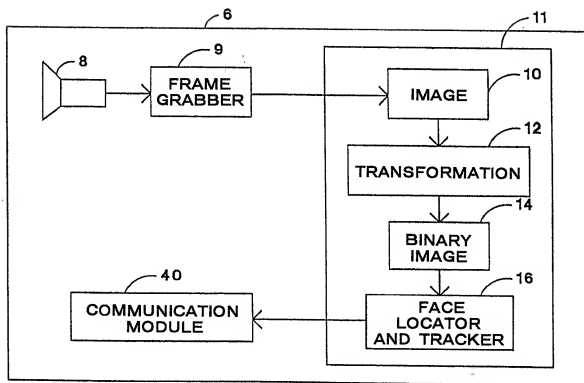 6
11
8
9
FRAME
GRABBER
10
IMAGE
12
TRANSFORMATION
14
BINARY
IMAGE
40
COMMUNICATION
MODULE
16
FACE
LOCATOR
AND TRACKER